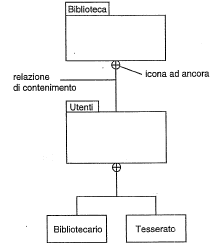 Biblioteca
icona ad ancora
relazione
di contenimento
Utenti
Bibliotecario
Tesserato